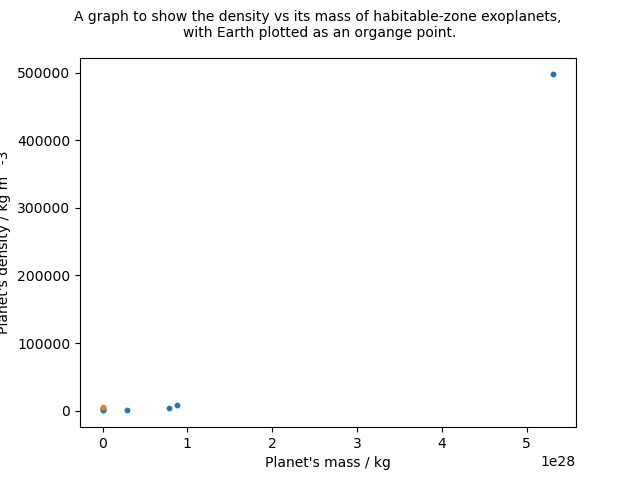 A graph to show the density vs its mass of habitable-zone exoplanets,
with Earth plotted as an organge point.
500000
400000
300000
200000
100000
0
Planet's density / kg m -3
0 1 2 3 4 5
1e28
Planet's mass / kg